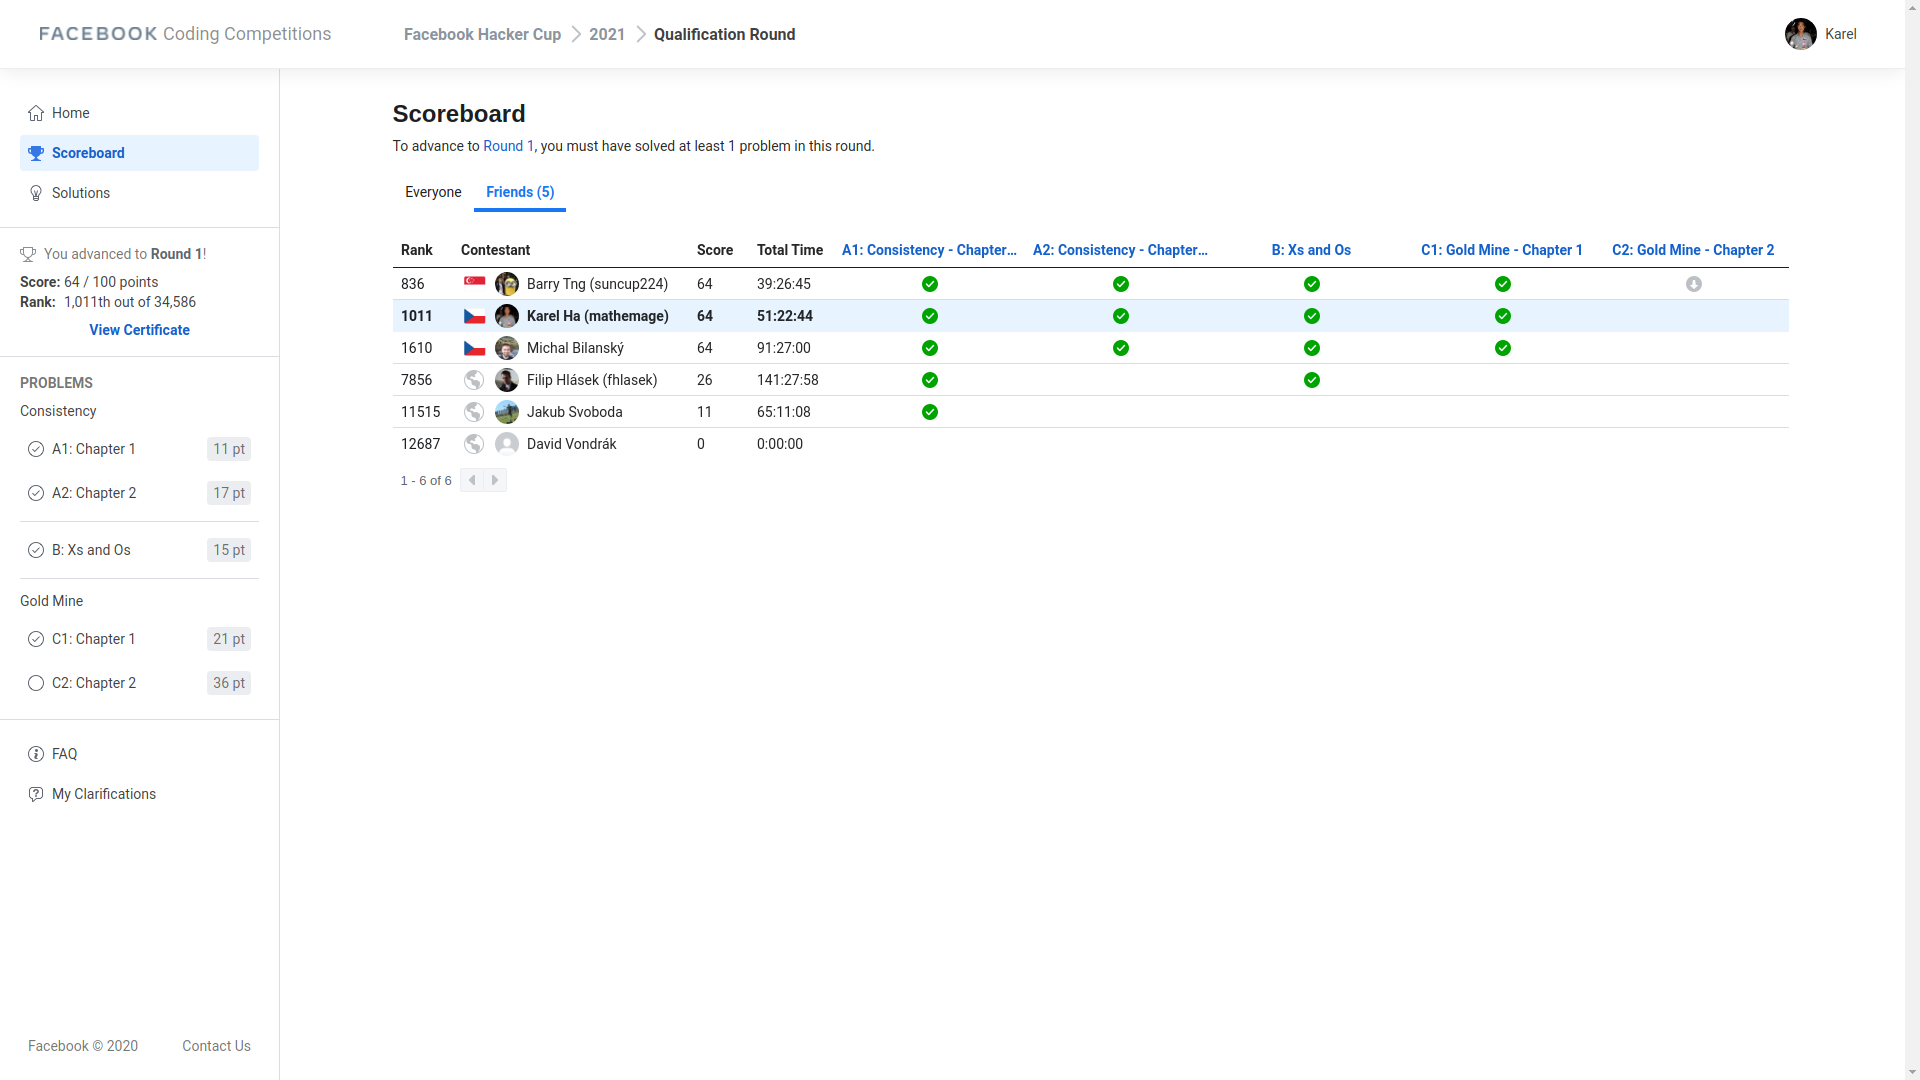 FACEBOOK Coding Competitions
Facebook Hacker Cup 2021 Qualification Round
Karel
Home
Scoreboard
Solutions
You advanced to Round 1!
Score: 64 / 100 points
Rank: 1,011th out of 34,586
View Certificate
PROBLEMS
Consistency
A1: Chapter 1 11 pt
A2: Chapter 2 17 pt
B: Xs and Os 15 pt
Gold Mine
C1: Chapter 1 21 pt
C2: Chapter 2 36 pt
FAQ
My Clarifications
Facebook © 2020 Contact Us
Scoreboard
To advance to Round 1, you must have solved at least 1 problem in this round.
Everyone Friends (5)
Rank Contestant Score Total Time A1: Consistency - Chapter... A2: Consistency - Chapter... B: Xs and Os C1: Gold Mine - Chapter 1 C2: Gold Mine - Chapter 2
836 Barry Tng (suncup224) 64 39:26:45
1011 Karel Ha (mathemage) 64 51:22:44
1610 Michal Bilanský 64 91:27:00
7856 Filip Hlásek (fhlasek) 26 141:27:58
11515 Jakub Svoboda 11 65:11:08
12687 David Vondrák 0 0:00:00
1 - 6 of 6